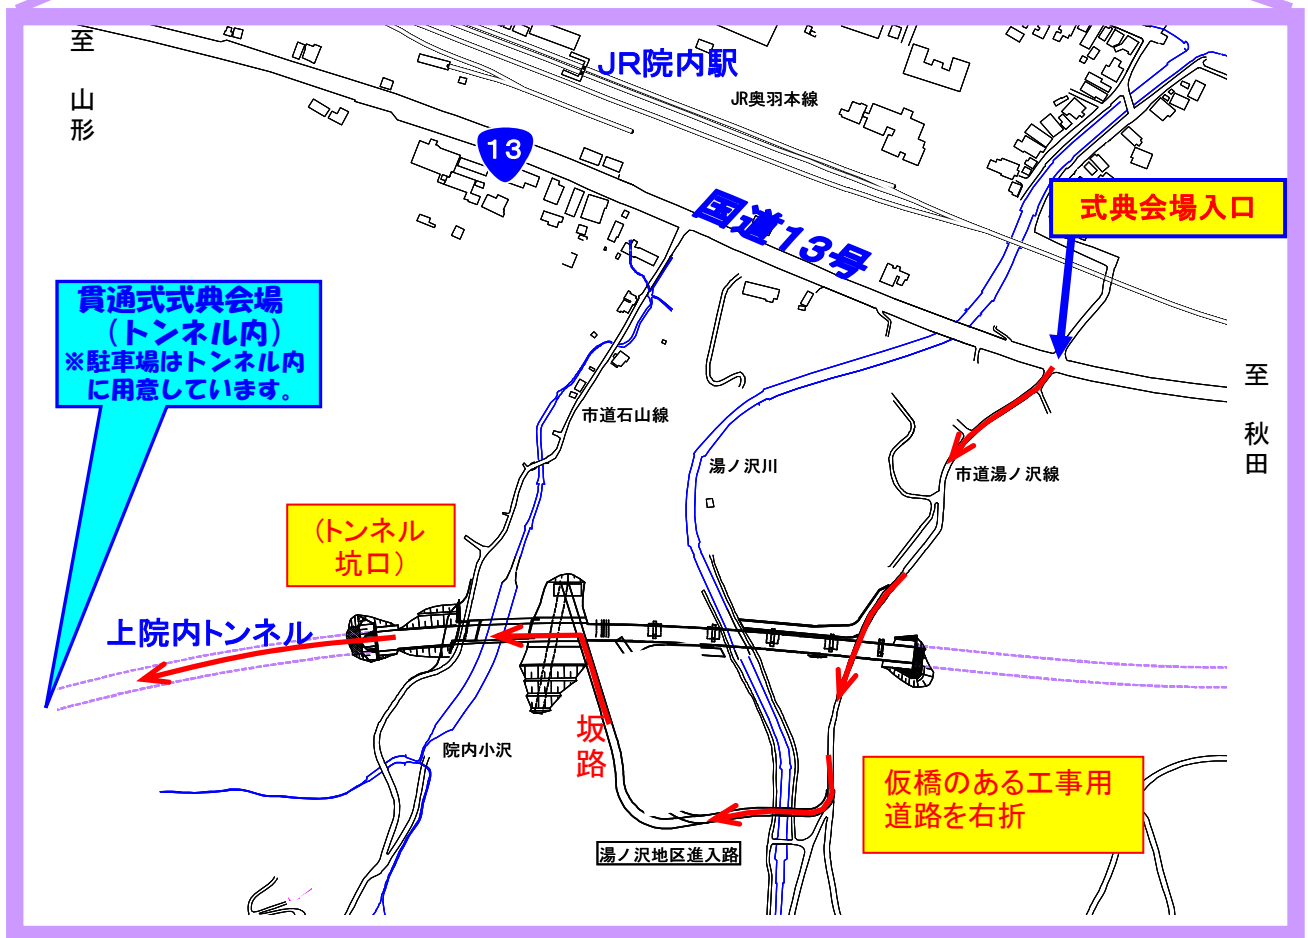 至　山形
JR院内駅
JR奥羽本線
13
国道13号
式典会場入口
貫通式式典会場
（トンネル内）
※駐車場はトンネル内
に用意しています。
至　秋田
市道石山線
湯ノ沢川
市道湯ノ沢線
（トンネル
坑口）
上院内トンネル
坂路
院内小沢
仮橋のある工事用
道路を右折
湯ノ沢地区進入路